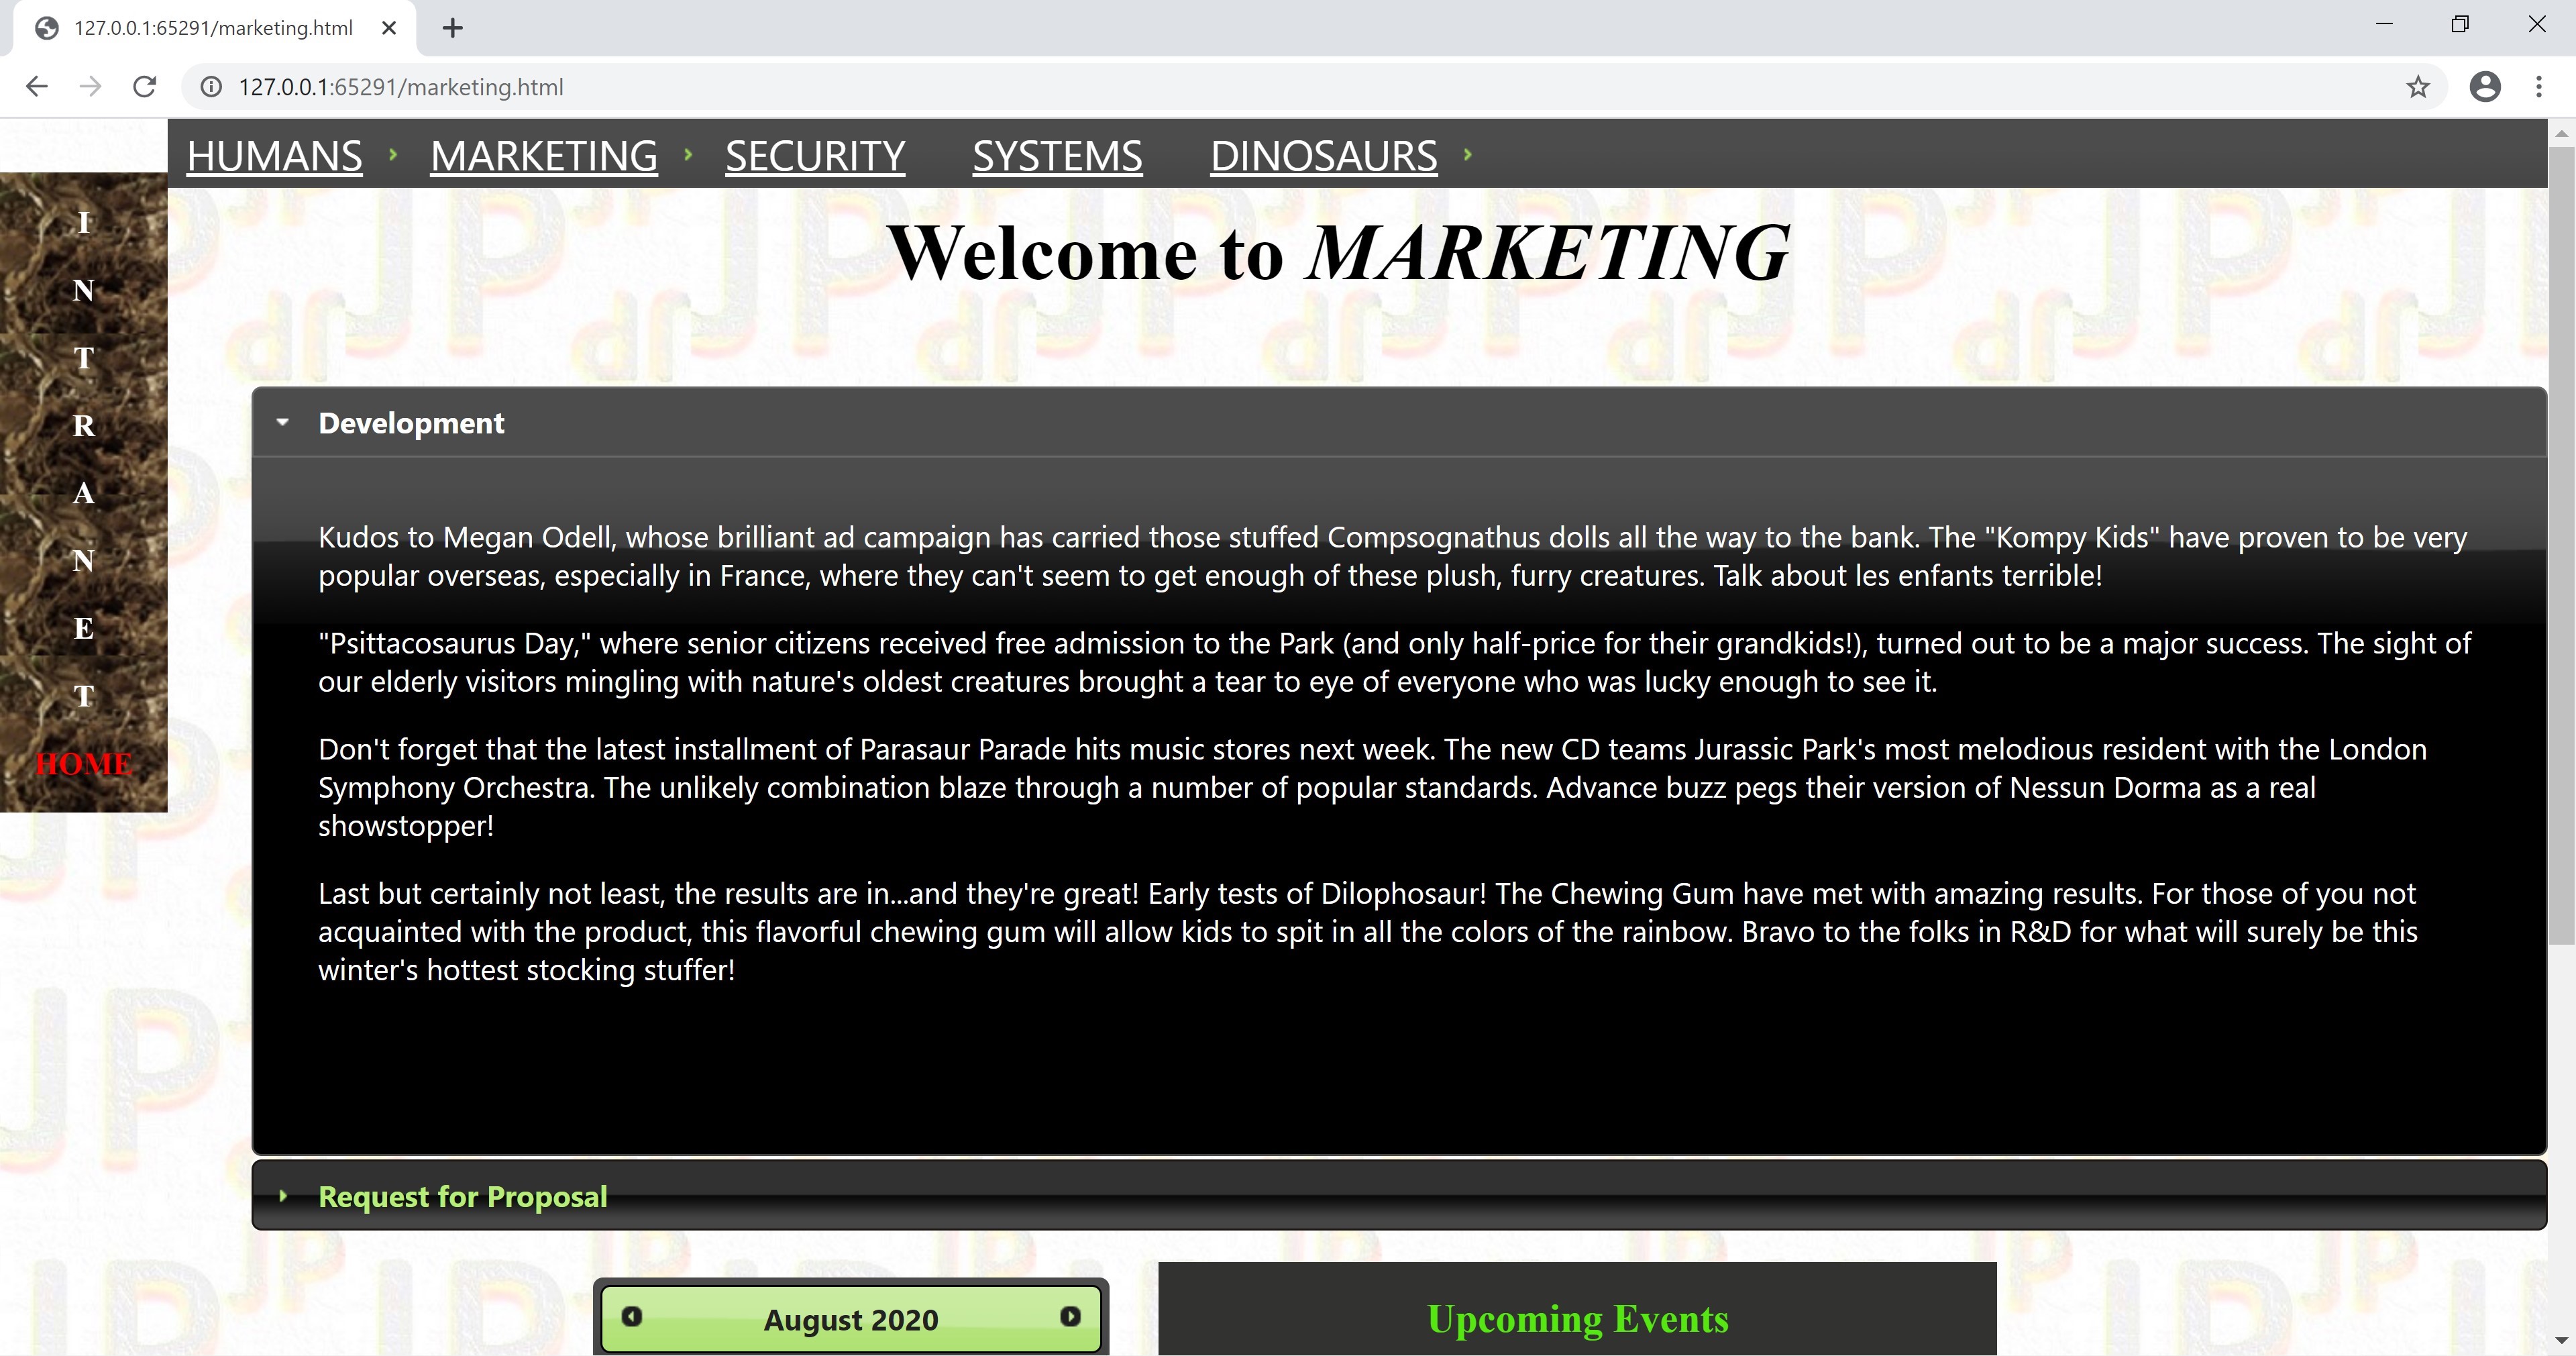 127.0.0.1:65291/marketing.html
127.0.0.1:65291/marketing.html
HUMANS MARKETING SECURITY SYSTEMS DINOSAURS
I
N
T
R
A
N
E
T
HOME
Welcome to MARKETING
Development
Kudos to Megan Odell, whose brilliant ad campaign has carried those stuffed Compsognathus dolls all the way to the bank. The "Kompy Kids" have proven to be very
popular overseas, especially in France, where they can't seem to get enough of these plush, furry creatures. Talk about les enfants terrible!
"Psittacosaurus Day," where senior citizens received free admission to the Park (and only half-price for their grandkids!), turned out to be a major success. The sight of
our elderly visitors mingling with nature's oldest creatures brought a tear to eye of everyone who was lucky enough to see it.
Don't forget that the latest installment of Parasaur Parade hits music stores next week. The new CD teams Jurassic Park's most melodious resident with the London
Symphony Orchestra. The unlikely combination blaze through a number of popular standards. Advance buzz pegs their version of Nessun Dorma as a real
showstopper!
Last but certainly not least, the results are in...and they're great! Early tests of Dilophosaur! The Chewing Gum have met with amazing results. For those of you not
acquainted with the product, this flavorful chewing gum will allow kids to spit in all the colors of the rainbow. Bravo to the folks in R&D for what will surely be this
winter's hottest stocking stuffer!
Request for Proposal
August 2020
Upcoming Events